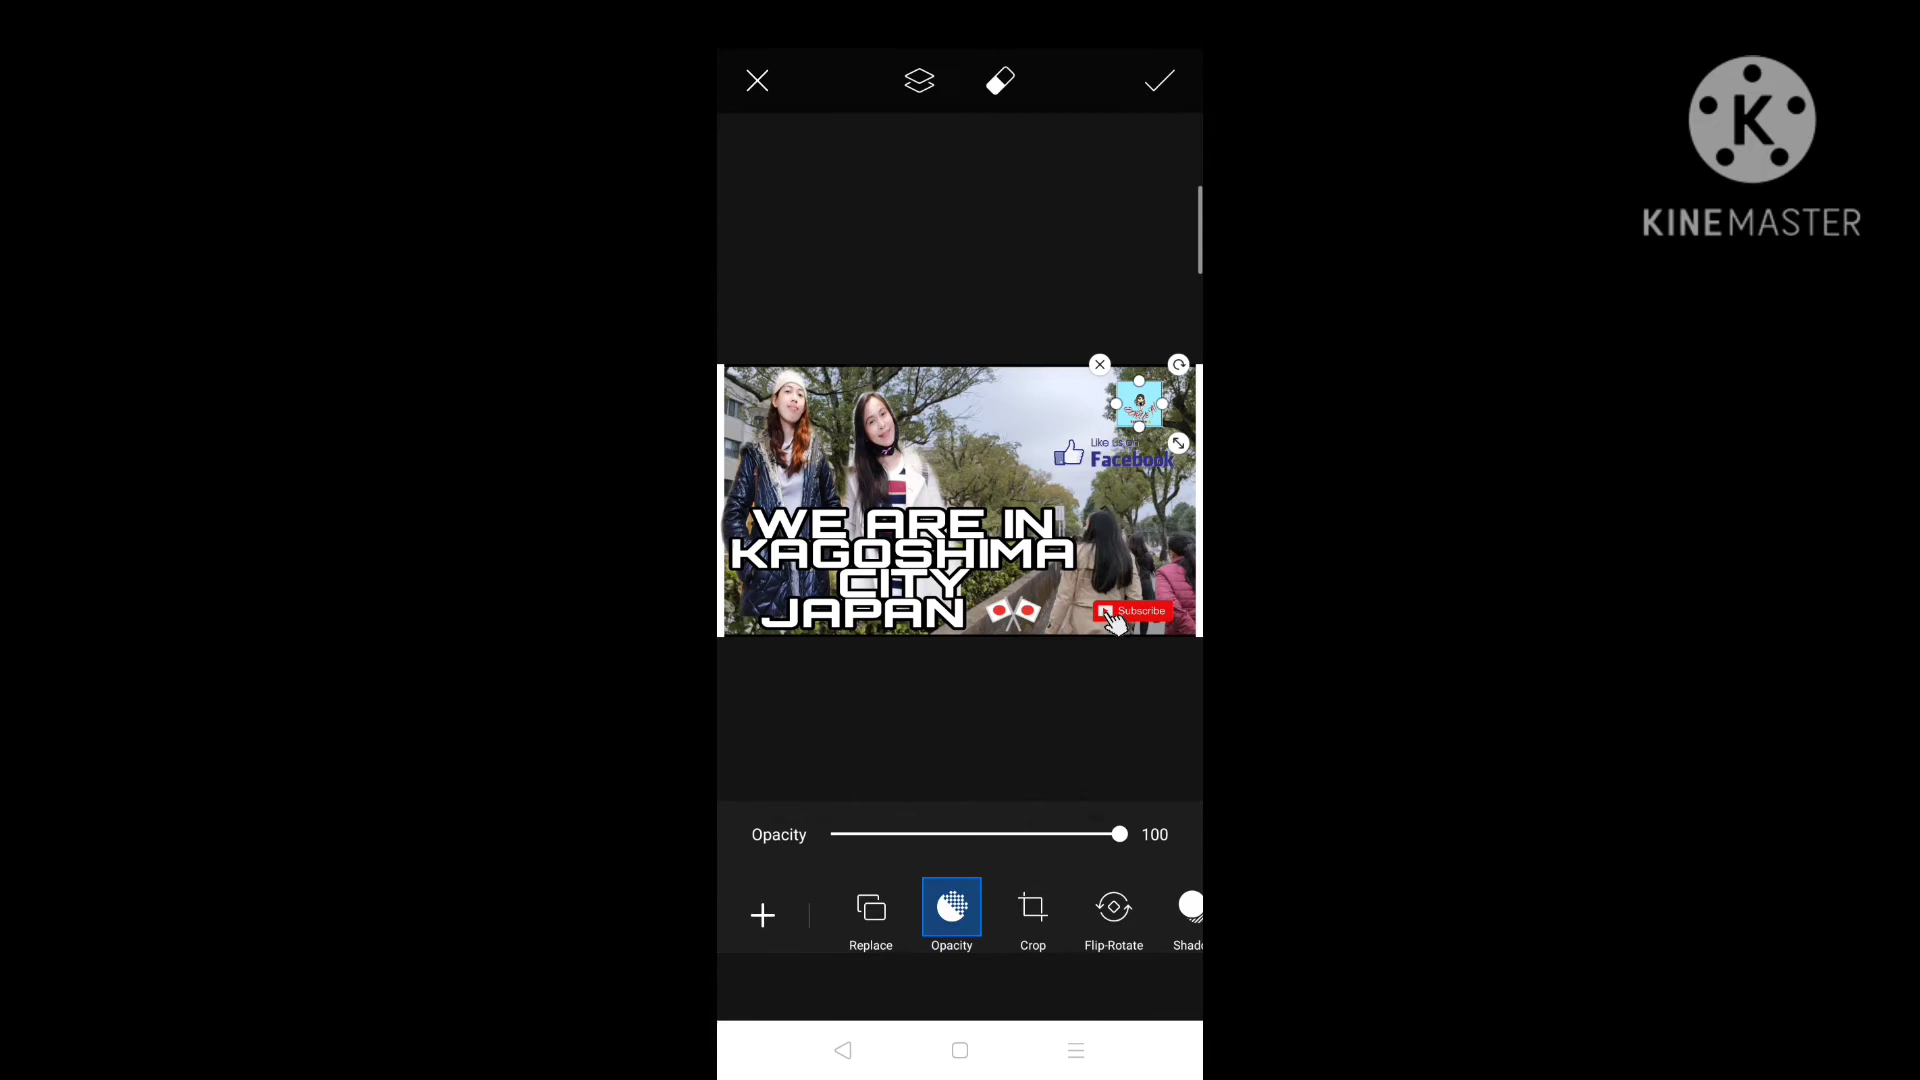 K
KINEMASTER
Like us on
Facebook
WE ARE IN
KAGOSHIMA
CITY
JAPAN
Subscribe
Opacity
100
Replace
Opacity
Crop
Flip-Rotate
Shado